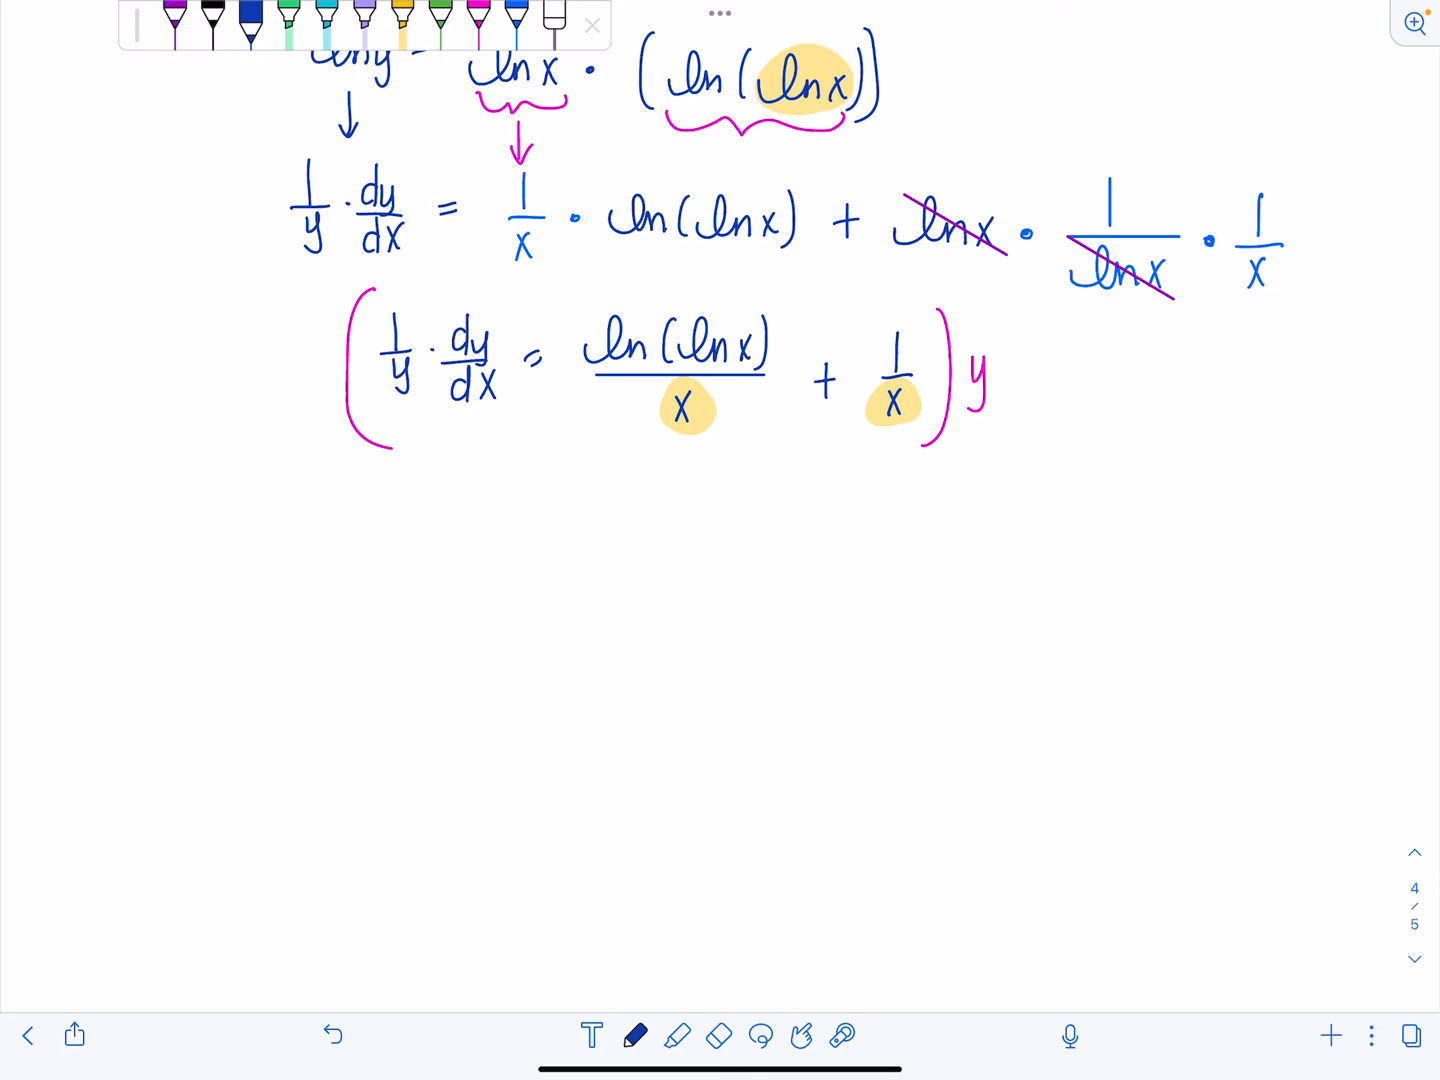 ln y = ln x · (ln(ln x))
1/y · dy/dx = 1/x · ln(ln x) + ln x · 1/ln x · 1/x
(1/y · dy/dx = ln(ln x)/x + 1/x) y
4
/
5
T